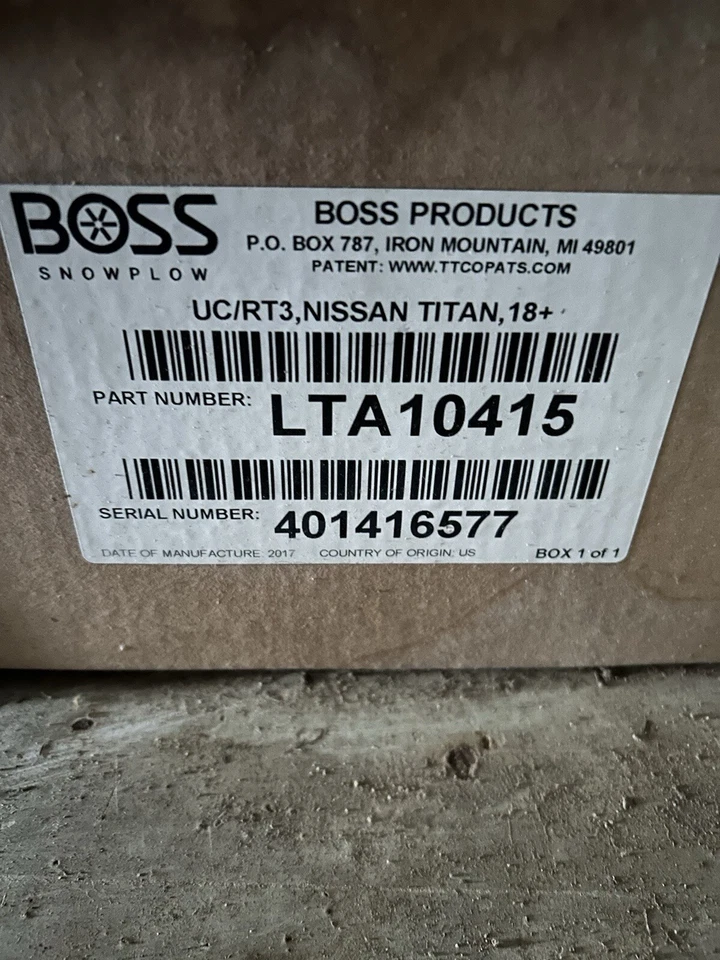 BOSS
SNOWPLOW
BOSS PRODUCTS
P.O. BOX 787, IRON MOUNTAIN, MI 49801
PATENT: WWW.TTCOPATS.COM
UC/RT3,NISSAN TITAN,18+
PART NUMBER: LTA10415
SERIAL NUMBER: 401416577
DATE OF MANUFACTURE: 2017 COUNTRY OF ORIGIN: US BOX 1 of 1